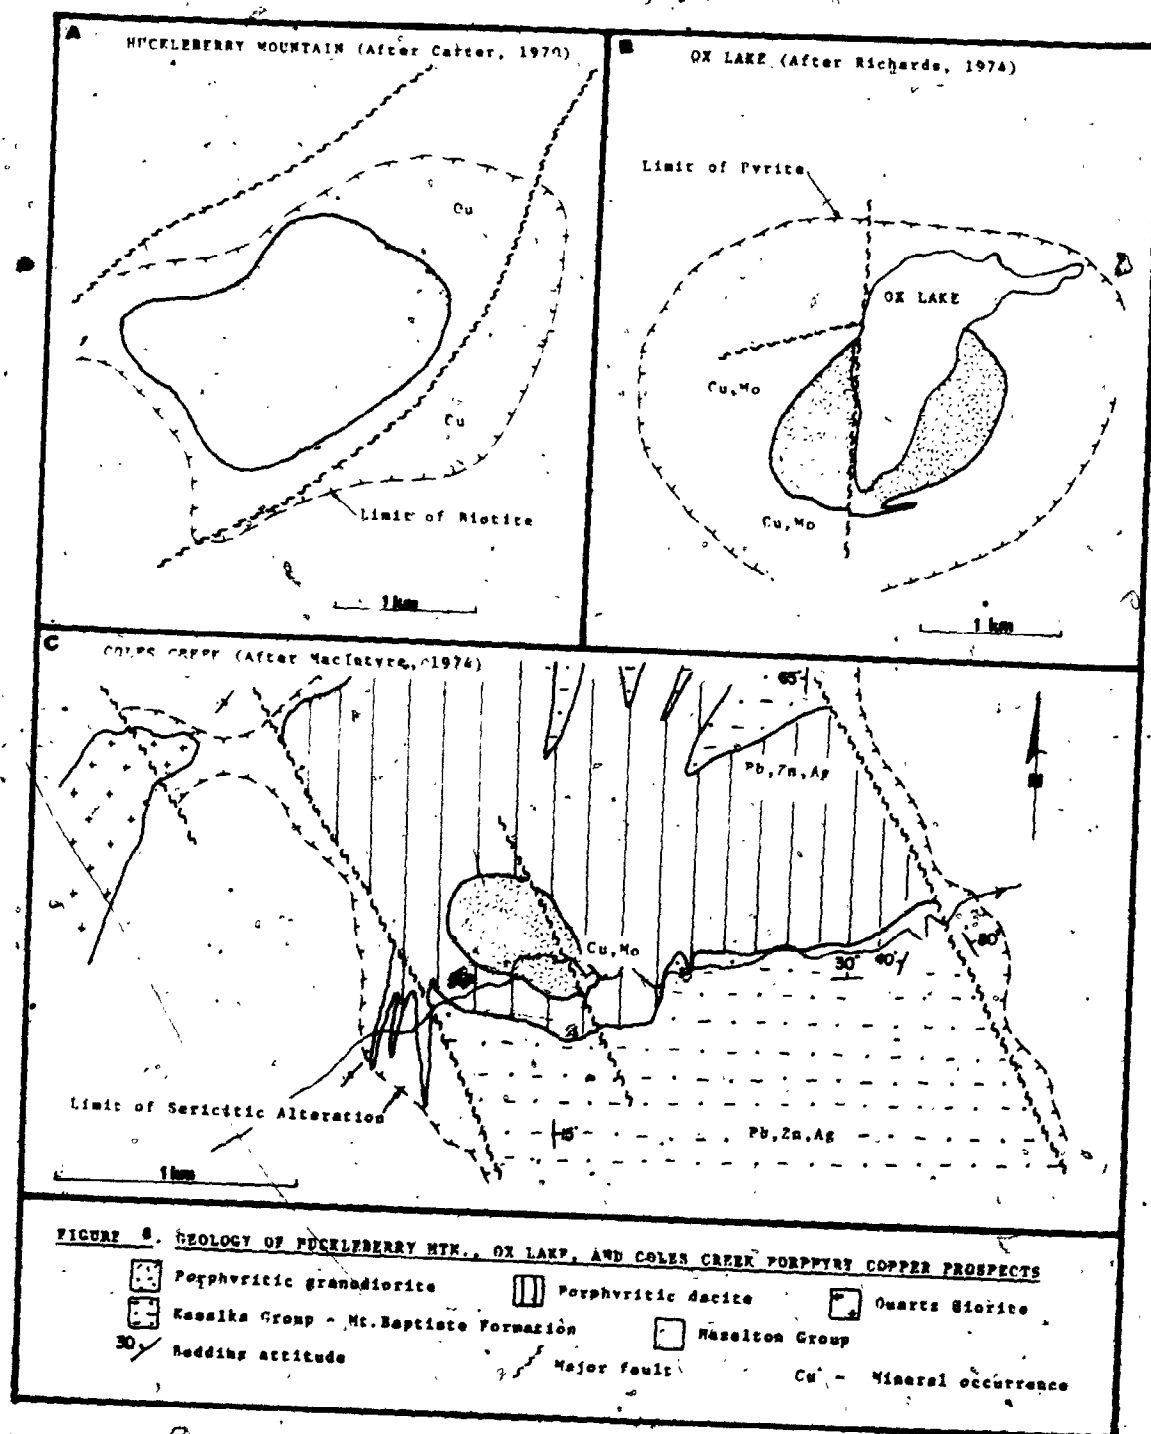 A
HUCKLEBERRY MOUNTAIN (After Carter, 1970)
Cu
Cu
Limit of Biotite
1 km
B
OX LAKE (After Richards, 1974)
Limit of Pyrite
OX LAKE
Cu,Mo
Cu,Mo
1 km
C
COLES CREEK (After MacIntyre, 1974)
65
Pb,Zn,Ag
N
Cu,Mo
30°
40°
80°
Limit of Sericitic Alteration
15
Pb,Zn,Ag
1 km
FIGURE 8. GEOLOGY OF HUCKLEBERRY MTN., OX LAKE, AND COLES CREEK PORPHYRY COPPER PROSPECTS
Porphyritic granodiorite
Porphyritic dacite
Quartz Diorite
Kasalka Group - Mt.Baptiste Formation
Hazelton Group
30 Bedding attitude
Major fault
Cu - Mineral occurrence